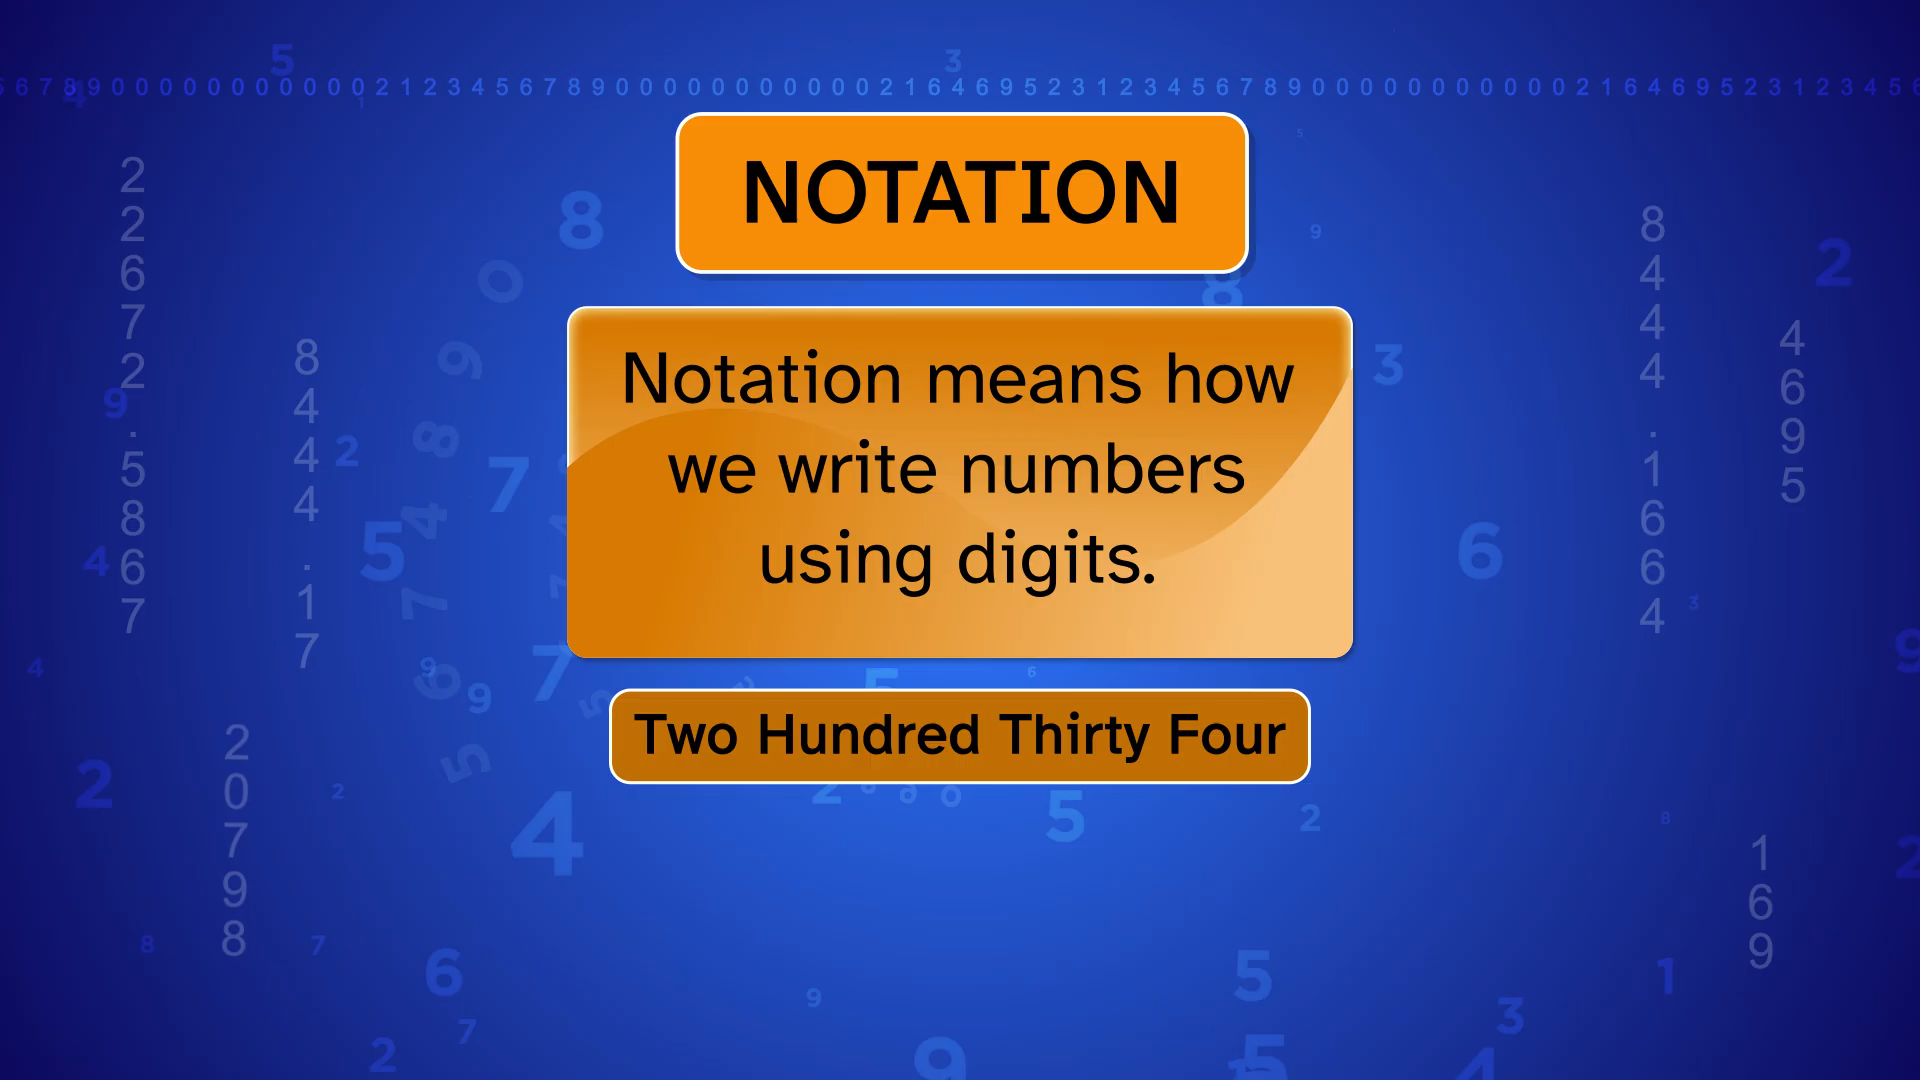 NOTATION
Notation means how
we write numbers
using digits.
Two Hundred Thirty Four